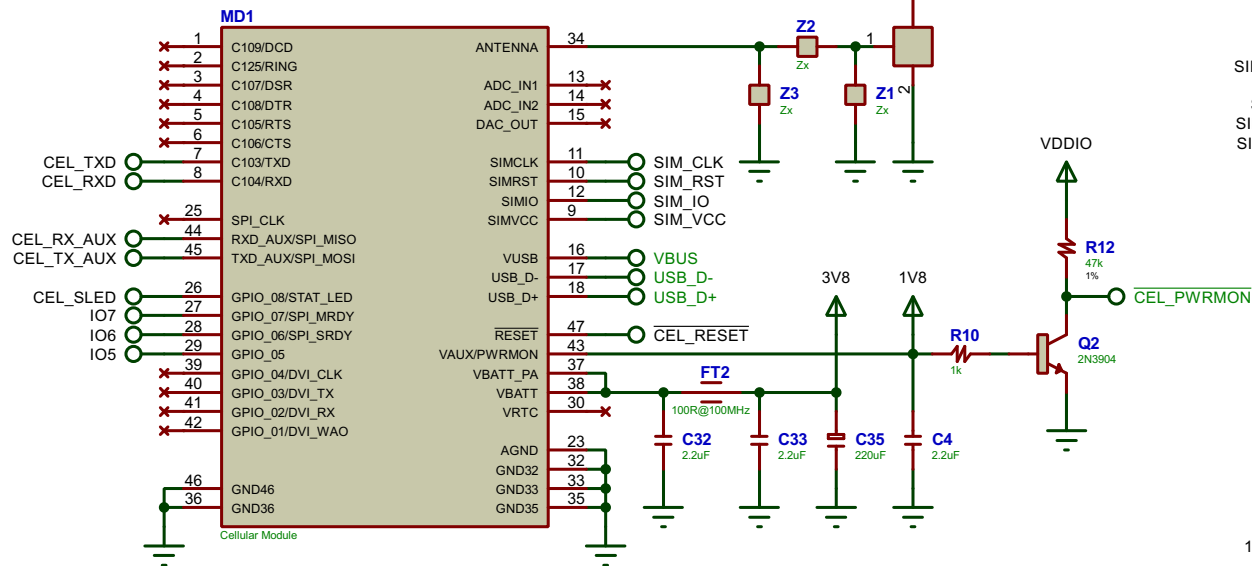 MD1
1 C109/DCD
2 C125/RING
3 C107/DSR
4 C108/DTR
5 C105/RTS
6 C106/CTS
CEL_TXD 7 C103/TXD
CEL_RXD 8 C104/RXD
25 SPI_CLK
CEL_RX_AUX 44 RXD_AUX/SPI_MISO
CEL_TX_AUX 45 TXD_AUX/SPI_MOSI
CEL_SLED 26 GPIO_08/STAT_LED
IO7 27 GPIO_07/SPI_MRDY
IO6 28 GPIO_06/SPI_SRDY
IO5 29 GPIO_05
39 GPIO_04/DVI_CLK
40 GPIO_03/DVI_TX
41 GPIO_02/DVI_RX
42 GPIO_01/DVI_WAO
46 GND46
36 GND36
Cellular Module
ANTENNA 34
ADC_IN1 13
ADC_IN2 14
DAC_OUT 15
SIMCLK 11 SIM_CLK
SIMRST 10 SIM_RST
SIMIO 12 SIM_IO
SIMVCC 9 SIM_VCC
VUSB 16 VBUS
USB_D- 17 USB_D-
USB_D+ 18 USB_D+
RESET 47 CEL_RESET
VAUX/PWRMON 43
VBATT_PA 37
VBATT 38
VRTC 30
AGND 23
GND32 32
GND33 33
GND35 35
Z2
Zx
Z3
Zx
Z1
Zx
1
2
3V8
1V8
FT2
100R@100MHz
C32
2.2uF
C33
2.2uF
C35
220uF
C4
2.2uF
R10
1k
VDDIO
R12
47k
1%
CEL_PWRMON
Q2
2N3904
SI
SI
1